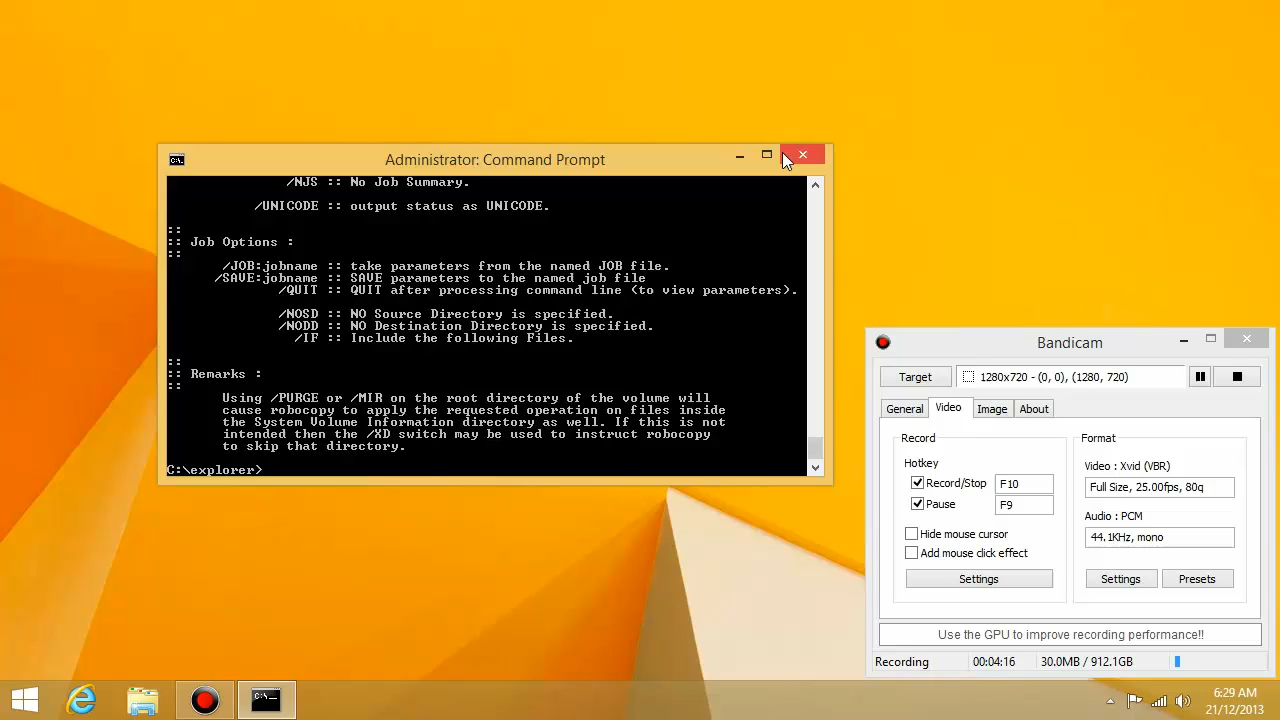 Administrator: Command Prompt
/NJS :: No Job Summary.
/UNICODE :: output status as UNICODE.
::
:: Job Options :
::
/JOB:jobname :: take parameters from the named JOB file.
/SAVE:jobname :: SAVE parameters to the named job file
/QUIT :: QUIT after processing command line (to view parameters).
/NOSD :: NO Source Directory is specified.
/NODD :: NO Destination Directory is specified.
/IF :: Include the following Files.
::
:: Remarks :
::
Using /PURGE or /MIR on the root directory of the volume will
cause robocopy to apply the requested operation on files inside
the System Volume Information directory as well. If this is not
intended then the /XD switch may be used to instruct robocopy
to skip that directory.
C:\explorer>
Bandicam
Target
1280x720 - (0, 0), (1280, 720)
General
Video
Image
About
Record
Hotkey
Record/Stop
F10
Pause
F9
Hide mouse cursor
Add mouse click effect
Settings
Format
Video : Xvid (VBR)
Full Size, 25.00fps, 80q
Audio : PCM
44.1KHz, mono
Settings
Presets
Use the GPU to improve recording performance!!
Recording
00:04:16
30.0MB / 912.1GB
C:\.
C:\_
6:29 AM
21/12/2013